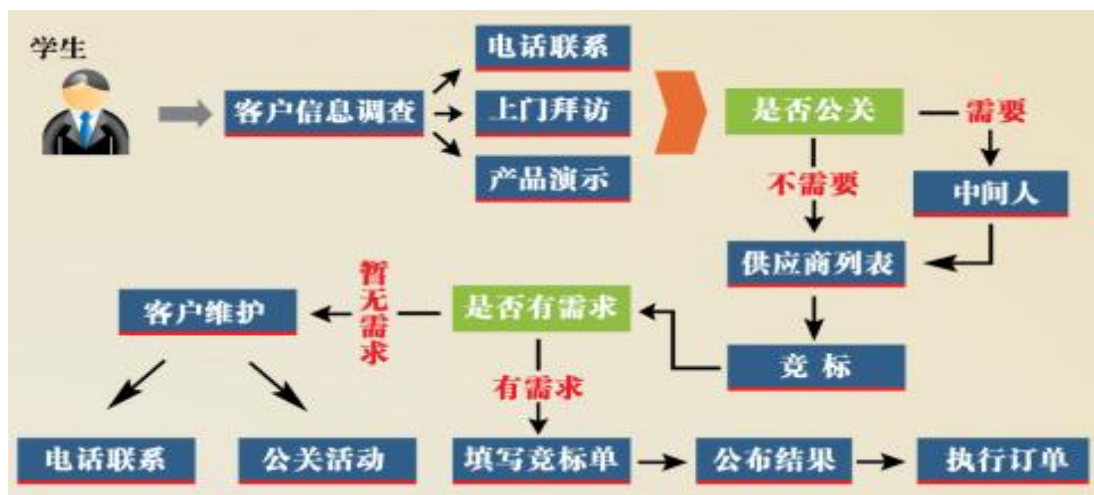 学生
客户信息调查
电话联系
上门拜访
产品演示
是否公关
需要
不需要
中间人
供应商列表
竞 标
是否有需求
暂无需求
客户维护
有需求
电话联系
公关活动
填写竞标单
公布结果
执行订单